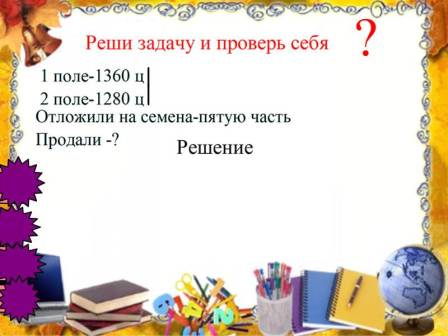 Реши задачу и проверь себя ?
1 поле-1360 ц
2 поле-1280 ц
Отложили на семена-пятую часть
Продали -?
Решение